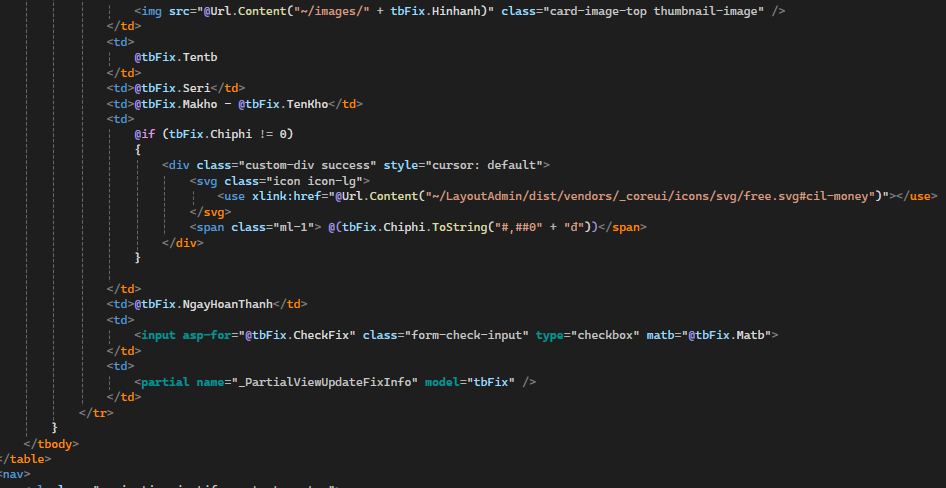 <img src="@Url.Content("~/images/" + tbFix.Hinhanh)" class="card-image-top thumbnail-image" />
</td>
<td>
@tbFix.Tentb
</td>
<td>@tbFix.Seri</td>
<td>@tbFix.Makho - @tbFix.TenKho</td>
<td>
@if (tbFix.Chiphi != 0)
{
<div class="custom-div success" style="cursor: default">
<svg class="icon icon-lg">
<use xlink:href="@Url.Content("~/LayoutAdmin/dist/vendors/_coreui/icons/svg/free.svg#cil-money")"></use>
</svg>
<span class="ml-1"> @(tbFix.Chiphi.ToString("#,##0" + "đ"))</span>
</div>
}
</td>
<td>@tbFix.NgayHoanThanh</td>
<td>
<input asp-for="@tbFix.CheckFix" class="form-check-input" type="checkbox" matb="@tbFix.Matb">
</td>
<td>
<partial name="_PartialViewUpdateFixInfo" model="tbFix" />
</td>
</tr>
}
</tbody>
</table>
<nav>